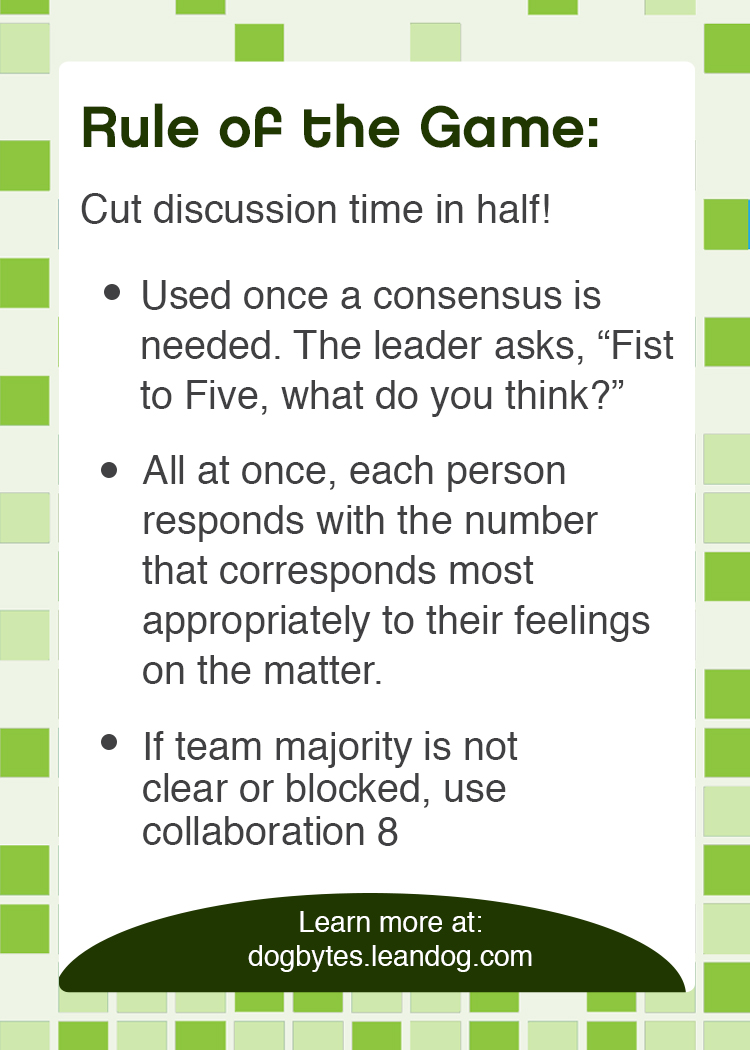 Rule of the Game:
Cut discussion time in half!
• Used once a consensus is
needed. The leader asks, “Fist
to Five, what do you think?”
• All at once, each person
responds with the number
that corresponds most
appropriately to their feelings
on the matter.
• If team majority is not
clear or blocked, use
collaboration 8
Learn more at:
dogbytes.leandog.com